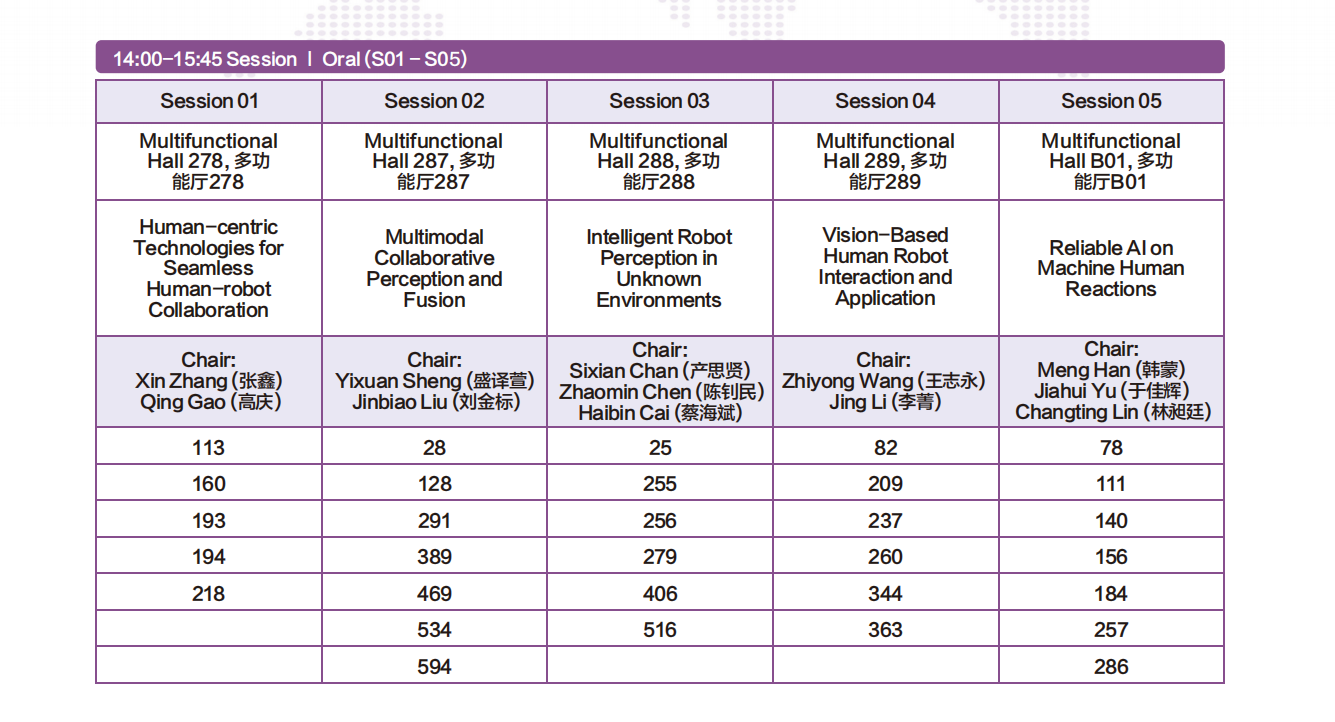 14:00-15:45 Session | Oral (S01 - S05)
Session 01
Session 02
Session 03
Session 04
Session 05
Multifunctional
Hall 278, 多功
能厅278
Multifunctional
Hall 287, 多功
能厅287
Multifunctional
Hall 288, 多功
能厅288
Multifunctional
Hall 289, 多功
能厅289
Multifunctional
Hall B01, 多功
能厅B01
Human-centric
Technologies for
Seamless
Human-robot
Collaboration
Multimodal
Collaborative
Perception and
Fusion
Intelligent Robot
Perception in
Unknown
Environments
Vision-Based
Human Robot
Interaction and
Application
Reliable AI on
Machine Human
Reactions
Chair:
Xin Zhang (张鑫)
Qing Gao (高庆)
Chair:
Yixuan Sheng (盛译萱)
Jinbiao Liu (刘金标)
Chair:
Sixian Chan (产思贤)
Zhaomin Chen (陈钊民)
Haibin Cai (蔡海斌)
Chair:
Zhiyong Wang (王志永)
Jing Li (李菁)
Chair:
Meng Han (韩蒙)
Jiahui Yu (于佳辉)
Changting Lin (林昶廷)
113
28
25
82
78
160
128
255
209
111
193
291
256
237
140
194
389
279
260
156
218
469
406
344
184
534
516
363
257
594
286